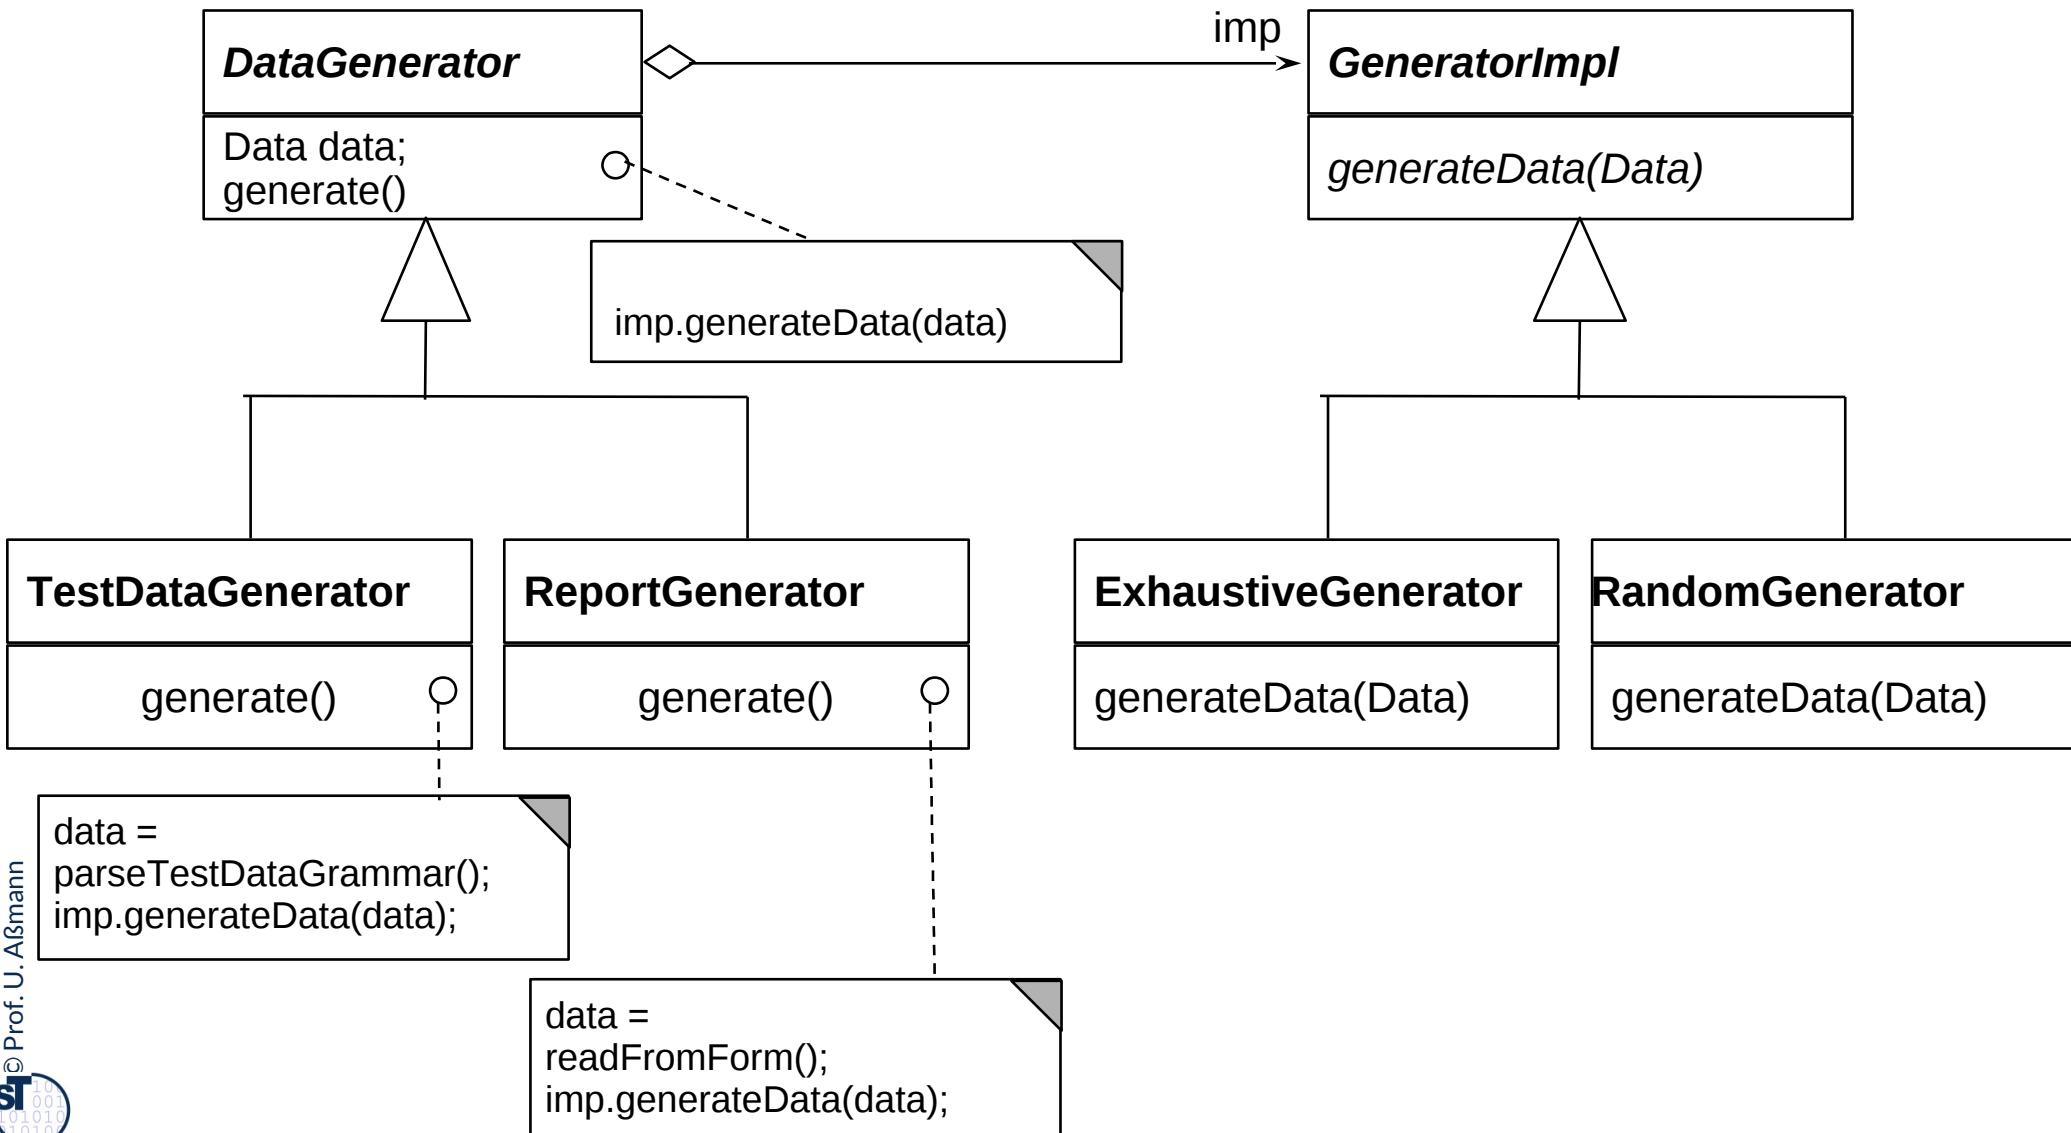 imp
DataGenerator
GeneratorImpl
Data data;
generate()
generateData(Data)
imp.generateData(data)
TestDataGenerator
ReportGenerator
ExhaustiveGenerator
RandomGenerator
generate()
generate()
generateData(Data)
generateData(Data)
data =
parseTestDataGrammar();
imp.generateData(data);
data =
readFromForm();
imp.generateData(data);
© Prof. U. Aßmann
sT